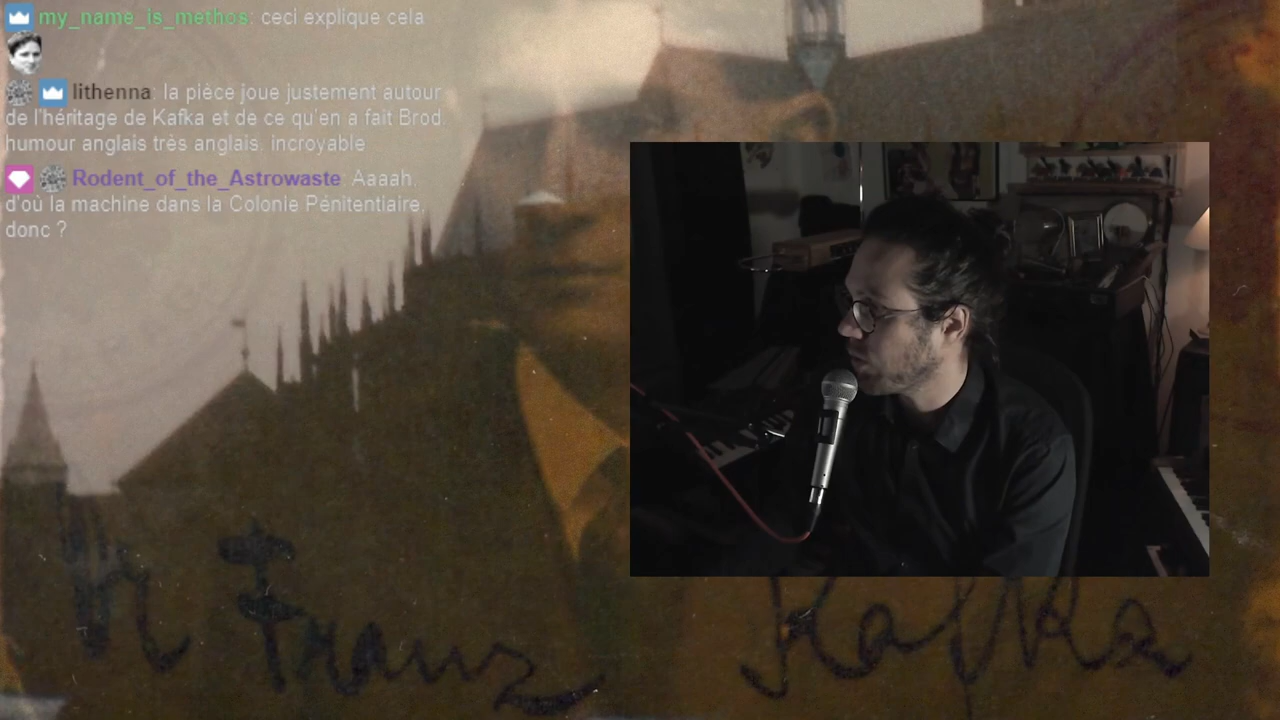 my_name_is_methos: ceci explique cela
lithenna: la pièce joue justement autour
de l'héritage de Kafka et de ce qu'en a fait Brod.
humour anglais très anglais. incroyable
Rodent_of_the_Astrowaste: Aaaah,
d'où la machine dans la Colonie Pénitentiaire,
donc ?
Franz Kafka